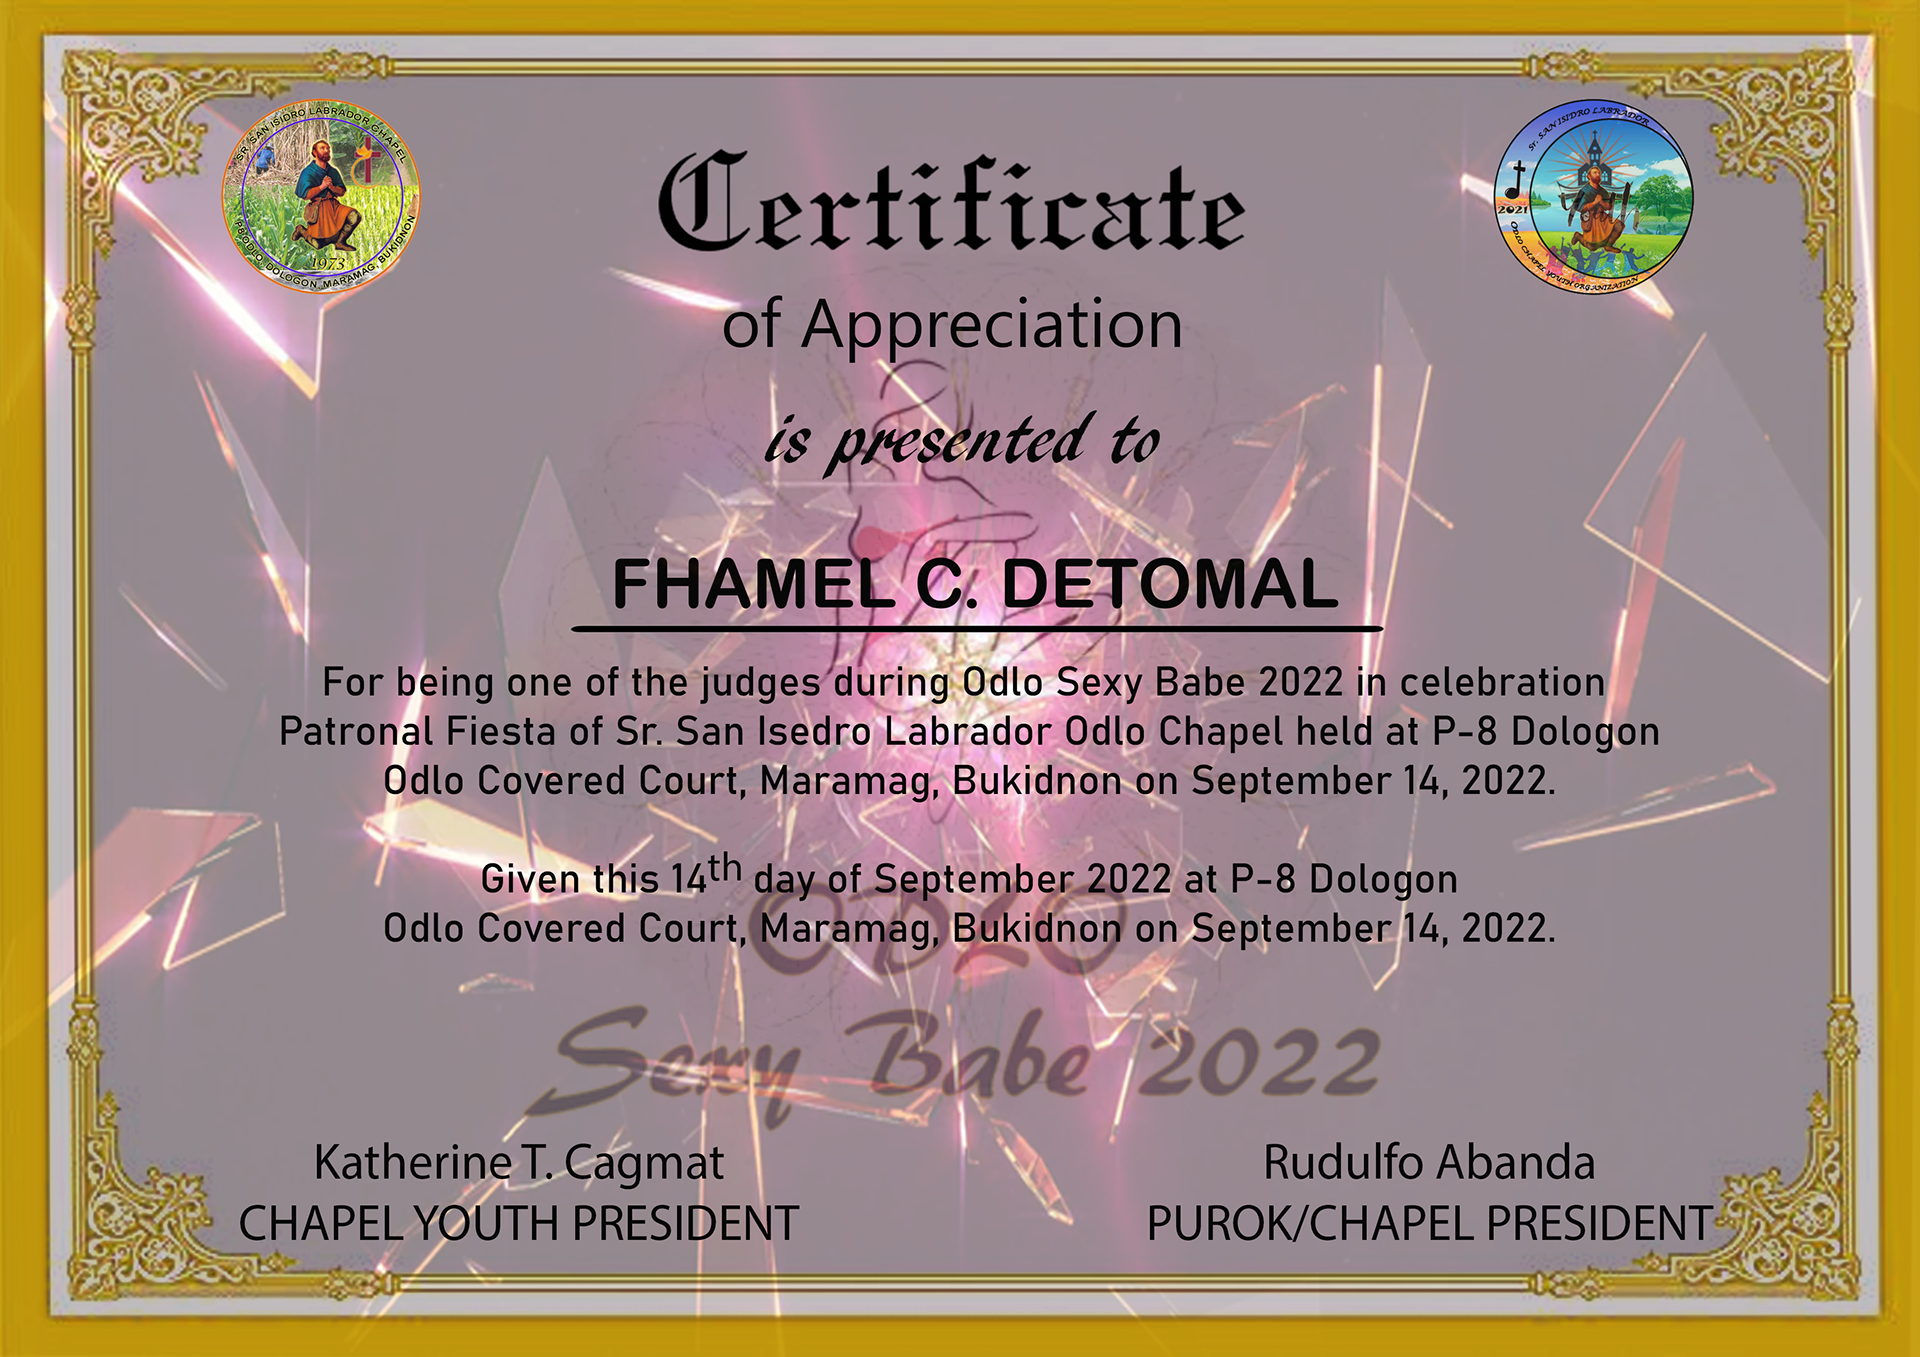 SR. SAN ISIDRO LABRADOR CHAPEL
P-8 ODLO, DOLOGON, MARAMAG, BUKIDNON
1973
Sr. SAN ISIDRO LABRADOR
2021
ODLO CHAPEL YOUTH ORGANIZATION
Certificate
of Appreciation
is presented to
FHAMEL C. DETOMAL
For being one of the judges during Odlo Sexy Babe 2022 in celebration
Patronal Fiesta of Sr. San Isedro Labrador Odlo Chapel held at P-8 Dologon
Odlo Covered Court, Maramag, Bukidnon on September 14, 2022.
Given this 14th day of September 2022 at P-8 Dologon
Odlo Covered Court, Maramag, Bukidnon on September 14, 2022.
ODLO
Sexy Babe 2022
Katherine T. Cagmat
CHAPEL YOUTH PRESIDENT
Rudulfo Abanda
PUROK/CHAPEL PRESIDENT